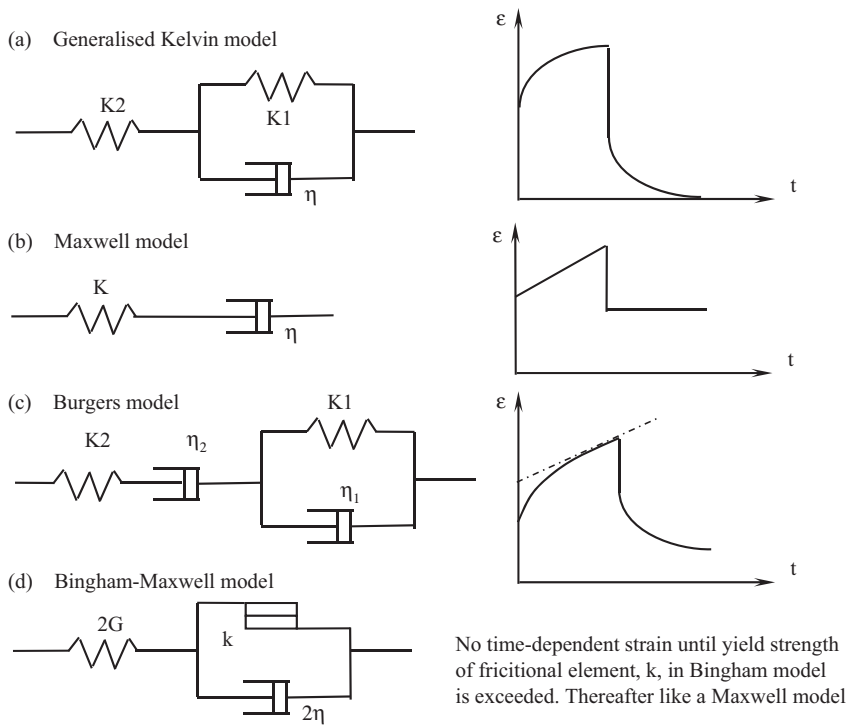 (a) Generalised Kelvin model
K2
K1
η
ε
t
(b) Maxwell model
K
η
ε
t
(c) Burgers model
K2
η2
K1
η1
ε
t
(d) Bingham-Maxwell model
2G
k
2η
No time-dependent strain until yield strength
of fricitional element, k, in Bingham model
is exceeded. Thereafter like a Maxwell model